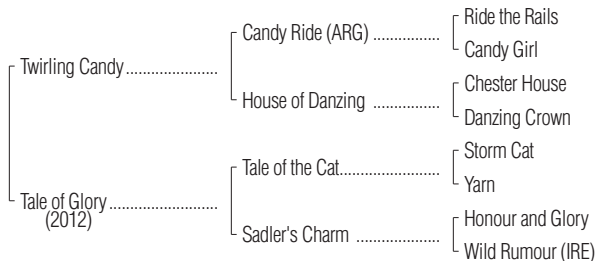 Ride the Rails
Candy Ride (ARG) ................
Candy Girl
Twirling Candy......................
Chester House
House of Danzing ................
Danzing Crown
Storm Cat
Tale of the Cat.......................
Yarn
Tale of Glory ..........................
(2012)
Honour and Glory
Sadler's Charm ....................
Wild Rumour (IRE)